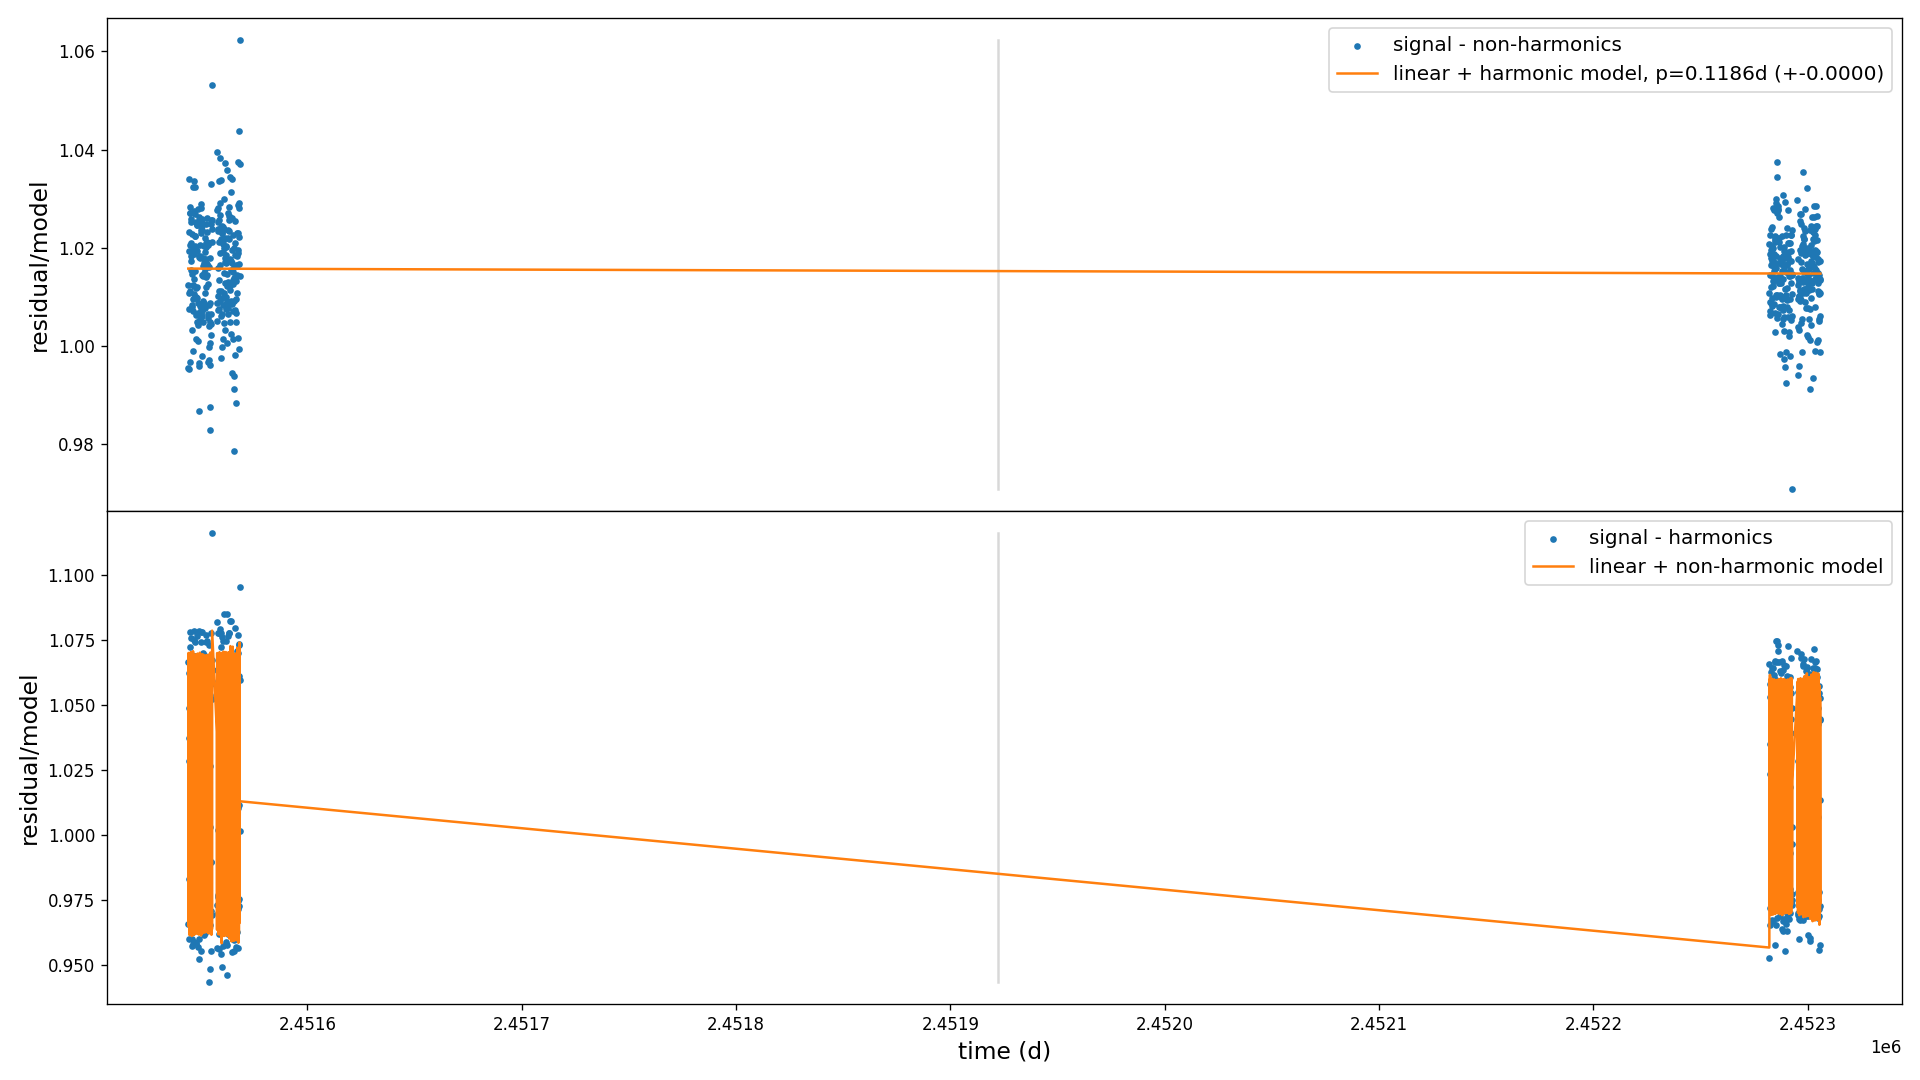 1.06
1.04
1.02
1.00
0.98
residual/model
signal - non-harmonics
linear + harmonic model, p=0.1186d (+-0.0000)
1.100
1.075
1.050
1.025
1.000
0.975
0.950
residual/model
signal - harmonics
linear + non-harmonic model
2.4516 2.4517 2.4518 2.4519 2.4520 2.4521 2.4522 2.4523
1e6
time (d)